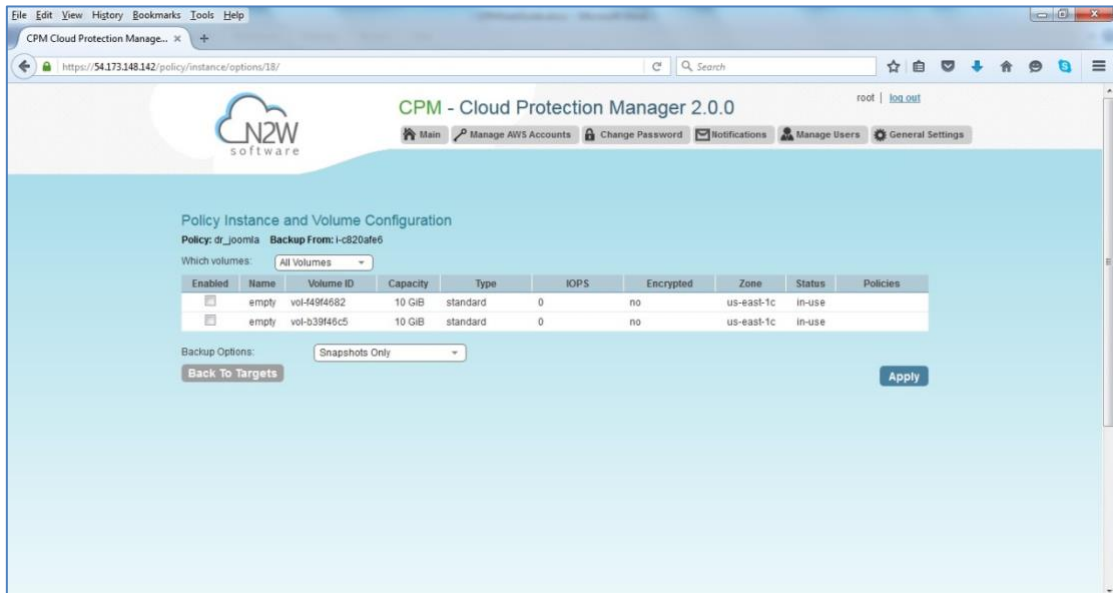 File Edit View History Bookmarks Tools Help
CPM Cloud Protection Manage... × +
https://54.173.148.142/policy/instance/options/18/ Search
N2W
software
CPM - Cloud Protection Manager 2.0.0
root | log out
Main Manage AWS Accounts Change Password Notifications Manage Users General Settings
Policy Instance and Volume Configuration
Policy: dr_joomla Backup From: i-c820afe6
Which volumes: All Volumes
Enabled Name Volume ID Capacity Type IOPS Encrypted Zone Status Policies
empty vol-f49f4682 10 GiB standard 0 no us-east-1c in-use
empty vol-b39f46c5 10 GiB standard 0 no us-east-1c in-use
Backup Options: Snapshots Only
Back To Targets
Apply